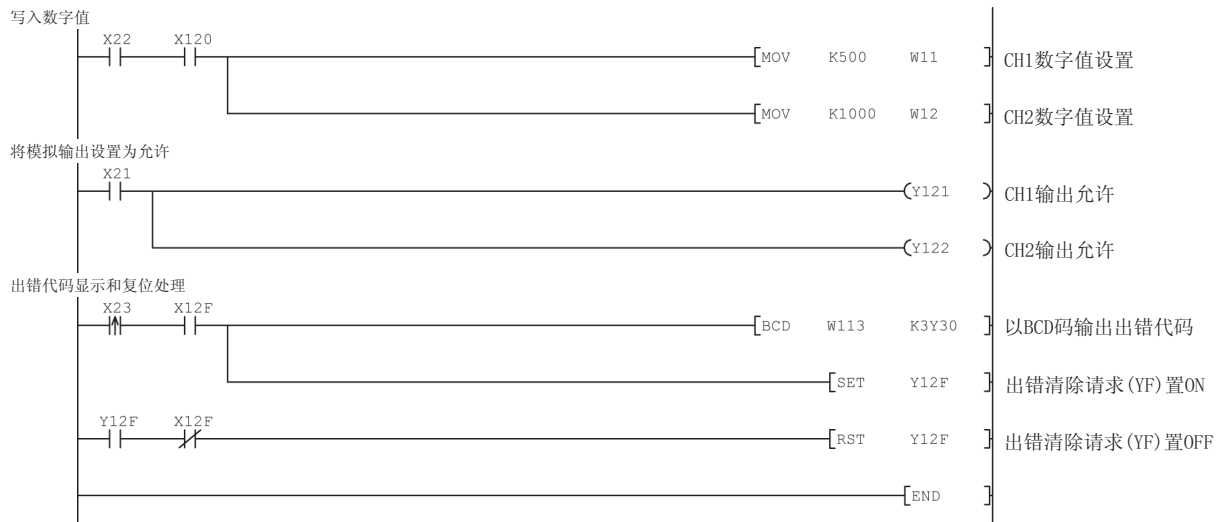 写入数字值
X22 X120
MOV K500 W11 CH1数字值设置
MOV K1000 W12 CH2数字值设置
将模拟输出设置为允许
X21
Y121 CH1输出允许
Y122 CH2输出允许
出错代码显示和复位处理
X23 X12F
BCD W113 K3Y30 以BCD码输出出错代码
SET Y12F 出错清除请求(YF)置ON
Y12F X12F
RST Y12F 出错清除请求(YF)置OFF
END